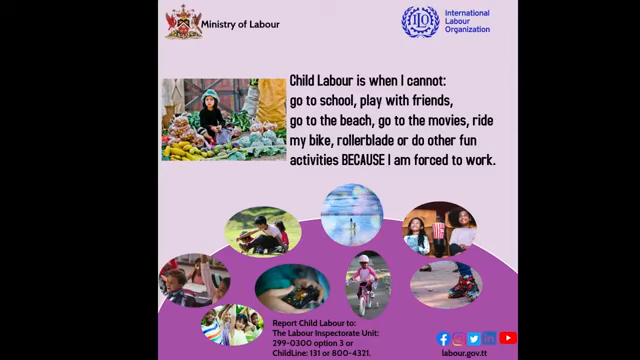 Ministry of Labour
International
Labour
Organization
Child Labour is when I cannot:
go to school, play with friends,
go to the beach, go to the movies, ride
my bike, rollerblade or do other fun
activities BECAUSE I am forced to work.
Report Child Labour to:
The Labour Inspectorate Unit:
299-0300 option 3 or
ChildLine: 131 or 800-4321.
labour.gov.tt